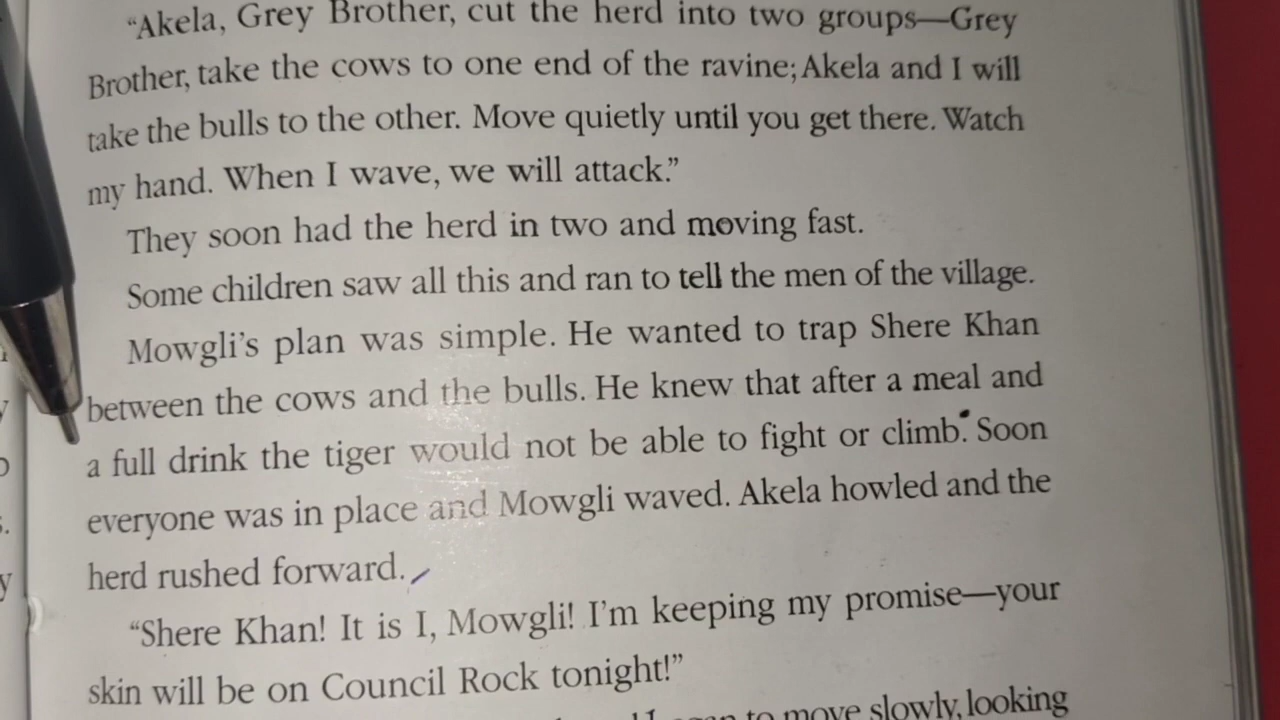 “Akela, Grey Brother, cut the herd into two groups—Grey
Brother, take the cows to one end of the ravine; Akela and I will
take the bulls to the other. Move quietly until you get there. Watch
my hand. When I wave, we will attack.”
They soon had the herd in two and moving fast.
Some children saw all this and ran to tell the men of the village.
Mowgli’s plan was simple. He wanted to trap Shere Khan
between the cows and the bulls. He knew that after a meal and
a full drink the tiger would not be able to fight or climb. Soon
everyone was in place and Mowgli waved. Akela howled and the
herd rushed forward.
“Shere Khan! It is I, Mowgli! I’m keeping my promise—your
skin will be on Council Rock tonight!”
to move slowly, looking